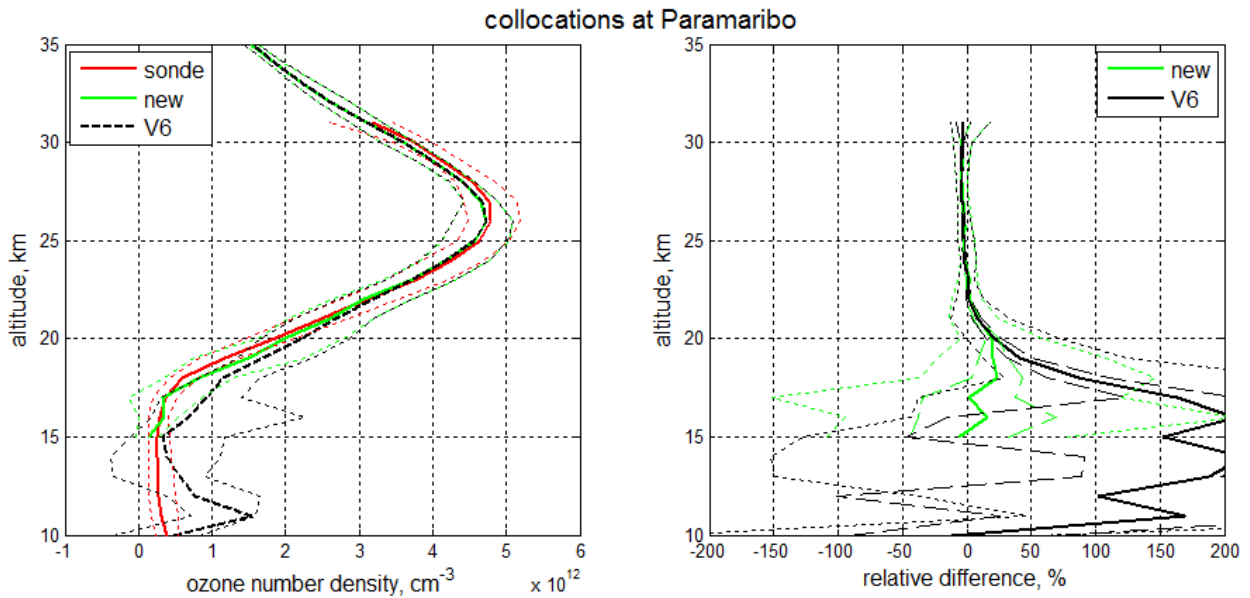 collocations at Paramaribo
35
30
25
20
15
10
altitude, km
sonde
new
V6
-1 0 1 2 3 4 5 6
ozone number density, cm-3
x 10^12
35
30
25
20
15
10
altitude, km
new
V6
-200 -150 -100 -50 0 50 100 150 200
relative difference, %